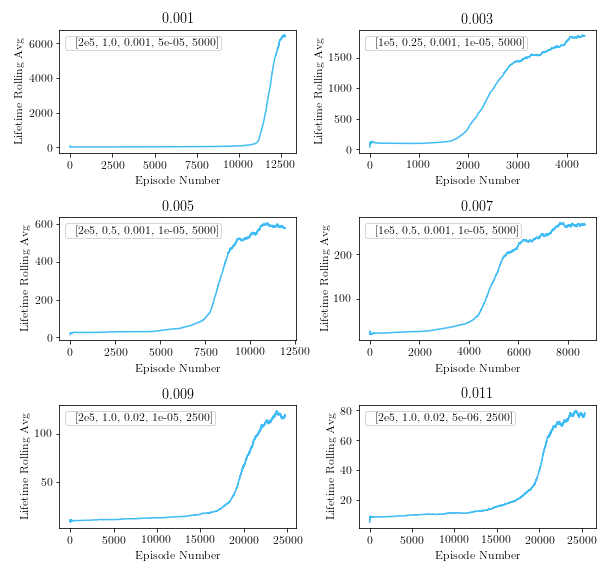 0.001
[2e5, 1.0, 0.001, 5e-05, 5000]
Lifetime Rolling Avg
6000
4000
2000
0
0 2500 5000 7500 10000 12500
Episode Number
0.003
[1e5, 0.25, 0.001, 1e-05, 5000]
Lifetime Rolling Avg
1500
1000
500
0
0 1000 2000 3000 4000
Episode Number
0.005
[2e5, 0.5, 0.001, 1e-05, 5000]
Lifetime Rolling Avg
600
400
200
0
0 2500 5000 7500 10000 12500
Episode Number
0.007
[1e5, 0.5, 0.001, 1e-05, 5000]
Lifetime Rolling Avg
200
100
0 2000 4000 6000 8000
Episode Number
0.009
[2e5, 1.0, 0.02, 1e-05, 2500]
Lifetime Rolling Avg
100
50
0 5000 10000 15000 20000 25000
Episode Number
0.011
[2e5, 1.0, 0.02, 5e-06, 2500]
Lifetime Rolling Avg
80
60
40
20
0 5000 10000 15000 20000 25000
Episode Number